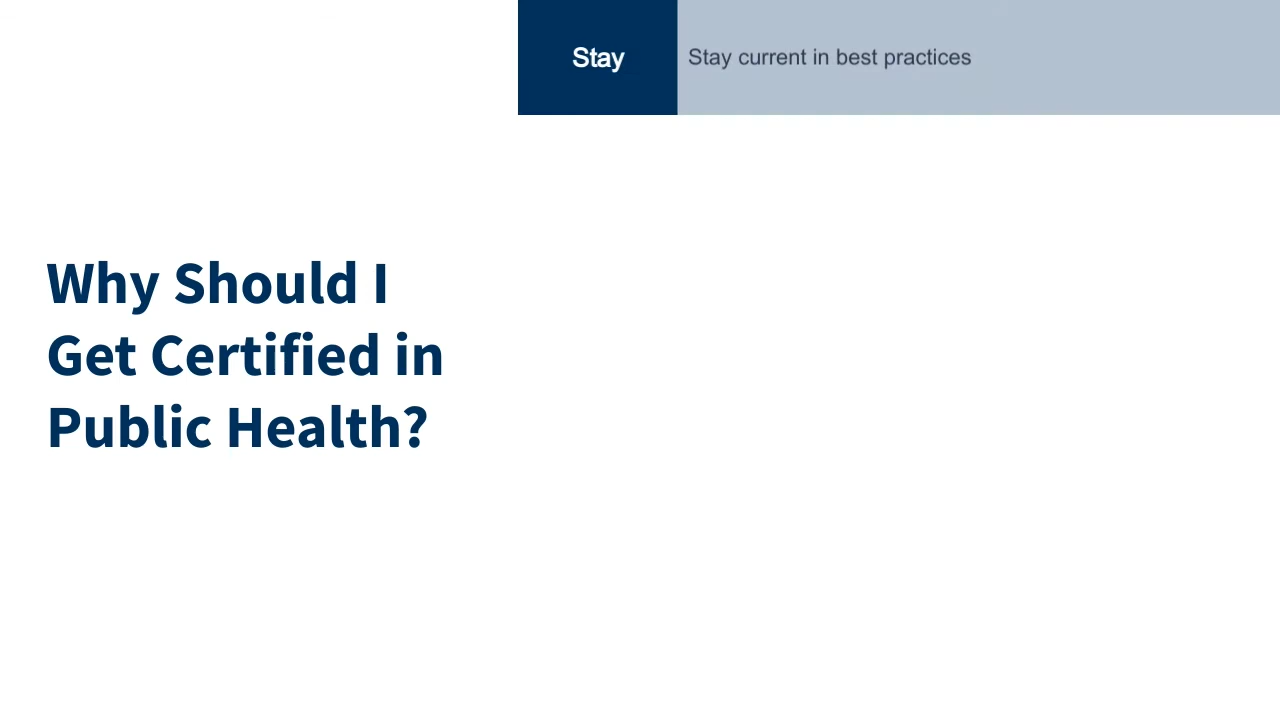 Why Should I
Get Certified in
Public Health?
Stay
Stay current in best practices